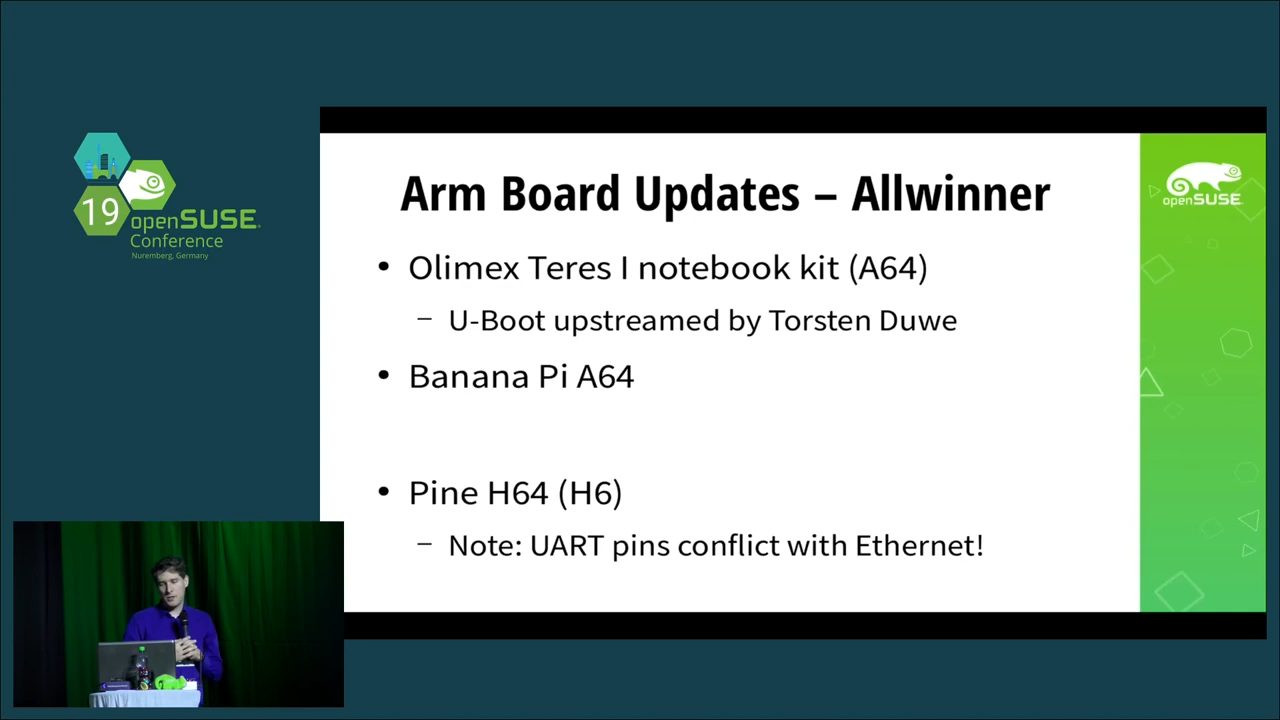 19
openSUSE
Conference
Nuremberg, Germany
Arm Board Updates – Allwinner
openSUSE
• Olimex Teres I notebook kit (A64)
– U-Boot upstreamed by Torsten Duwe
• Banana Pi A64
• Pine H64 (H6)
– Note: UART pins conflict with Ethernet!